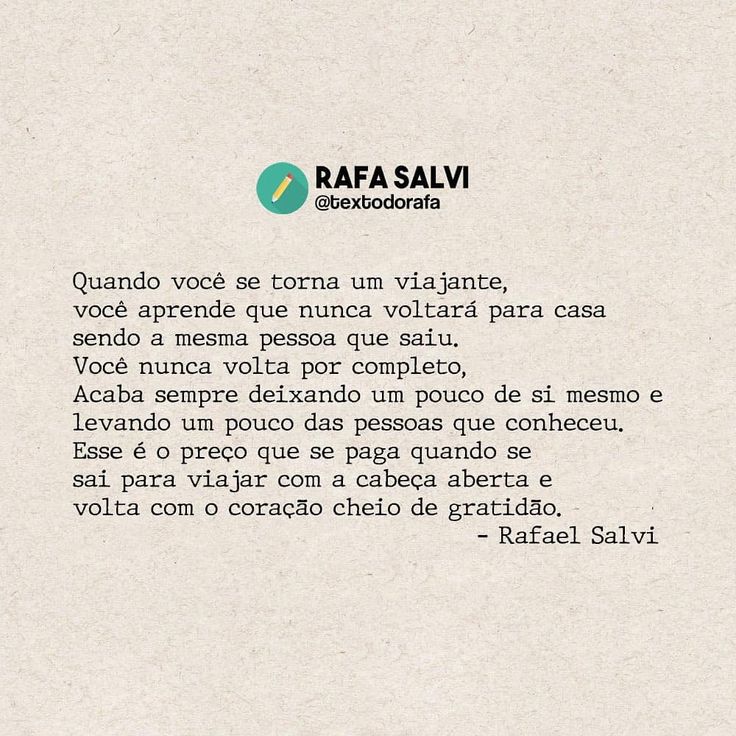 RAFA SALVI
@textodorafa
Quando você se torna um viajante,
você aprende que nunca voltará para casa
sendo a mesma pessoa que saiu.
Você nunca volta por completo,
Acaba sempre deixando um pouco de si mesmo e
levando um pouco das pessoas que conheceu.
Esse é o preço que se paga quando se
sai para viajar com a cabeça aberta e
volta com o coração cheio de gratidão.
- Rafael Salvi